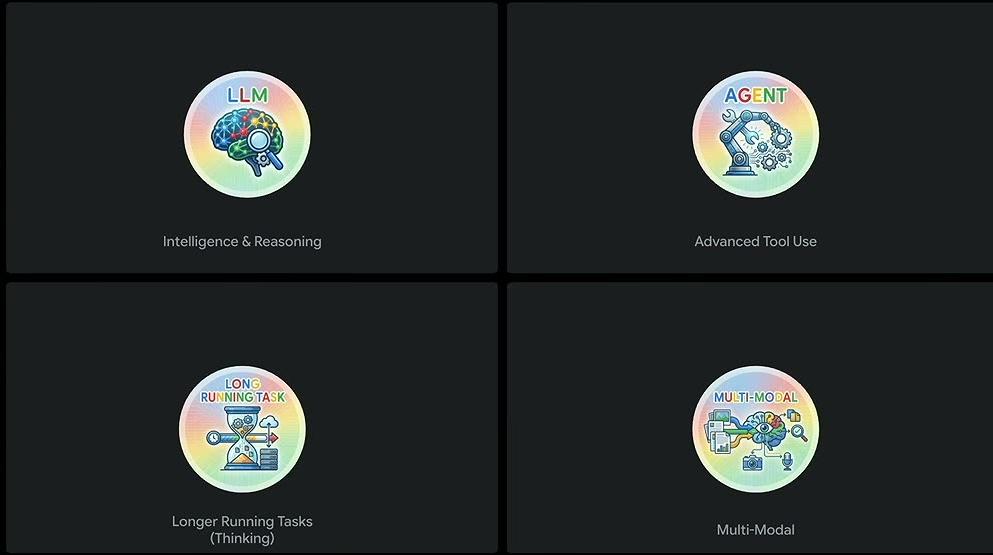 LLM
Intelligence & Reasoning
AGENT
Advanced Tool Use
LONG
RUNNING TASK
Longer Running Tasks
(Thinking)
MULTI-MODAL
Multi-Modal